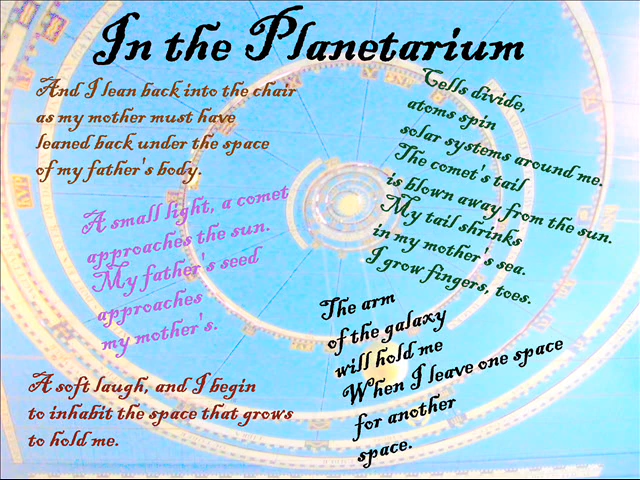 In the Planetarium
And I lean back into the chair
as my mother must have
leaned back under the space
of my father's body.
A small light, a comet
approaches the sun.
My father's seed
approaches
my mother's.
A soft laugh, and I begin
to inhabit the space that grows
to hold me.
Cells divide,
atoms spin
solar systems around me.
The comet's tail
is blown away from the sun.
My tail shrinks
in my mother's sea.
I grow fingers, toes.
The arm
of the galaxy
will hold me
When I leave one space
for another
space.